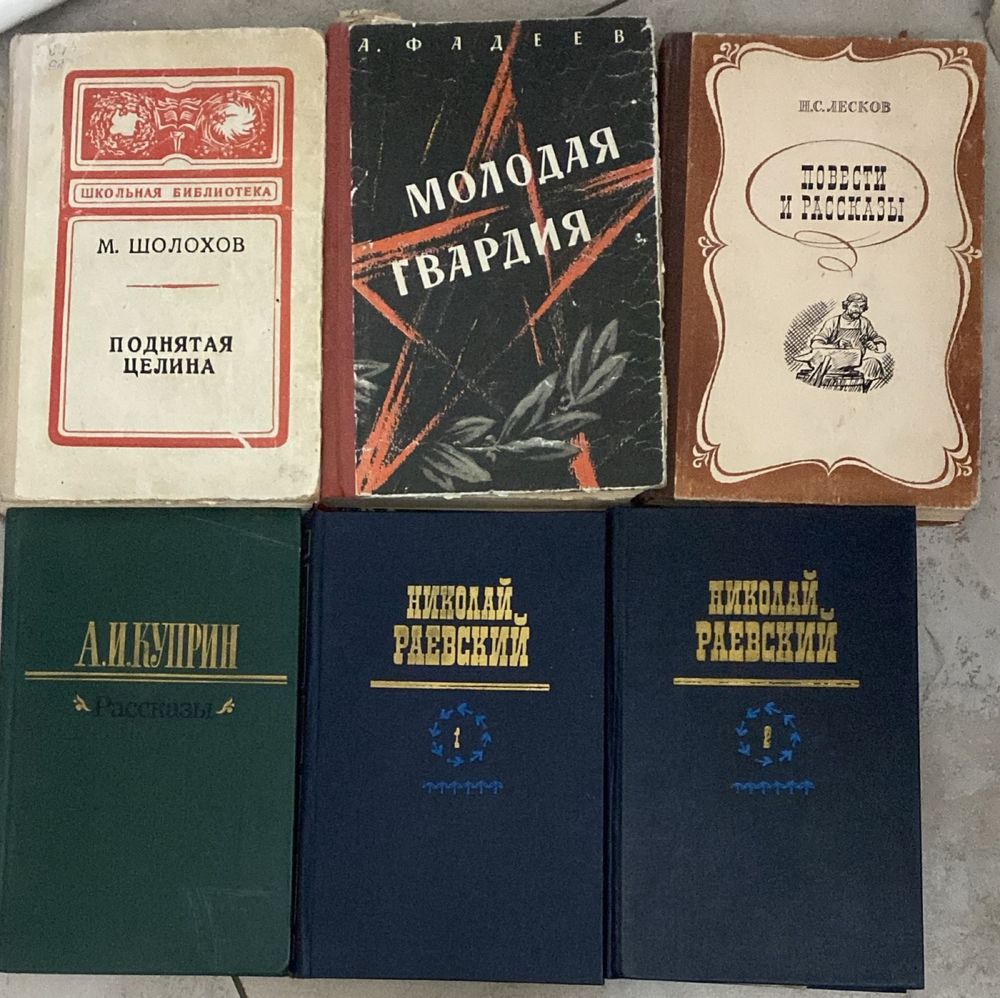 ШКОЛЬНАЯ БИБЛИОТЕКА
М. ШОЛОХОВ
ПОДНЯТАЯ
ЦЕЛИНА
А. ФАДЕЕВ
МОЛОДАЯ
ГВАРДИЯ
Н.С. ЛЕСКОВ
ПОВЕСТИ
И РАССКАЗЫ
А.И.КУПРИН
Рассказы
НИКОЛАЙ
РАЕВСКИЙ
1
НИКОЛАЙ
РАЕВСКИЙ
2